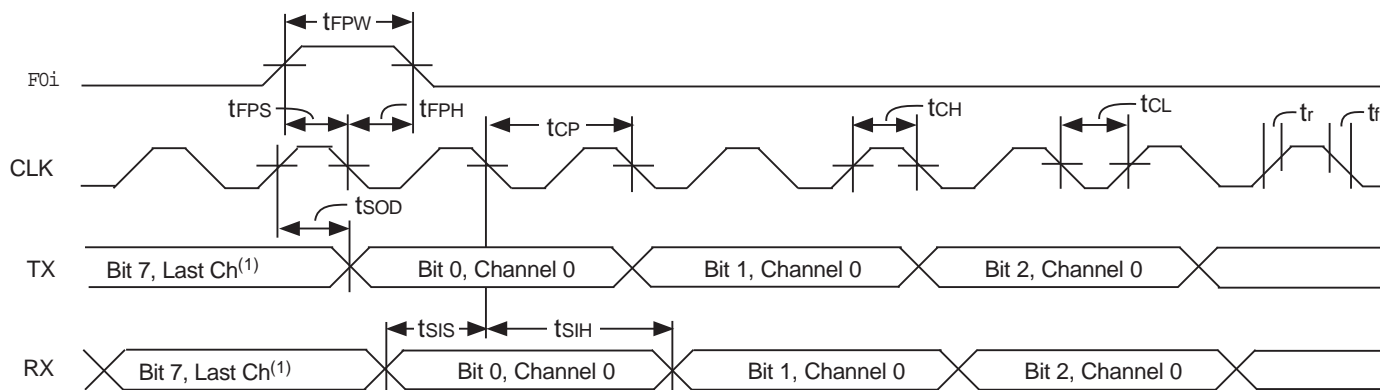 tFPW
F0i
tFPS
tFPH
tCP
tCH
tCL
tr
tf
CLK
tSOD
TX
Bit 7, Last Ch(1)
Bit 0, Channel 0
Bit 1, Channel 0
Bit 2, Channel 0
tSIS
tSIH
RX
Bit 7, Last Ch(1)
Bit 0, Channel 0
Bit 1, Channel 0
Bit 2, Channel 0